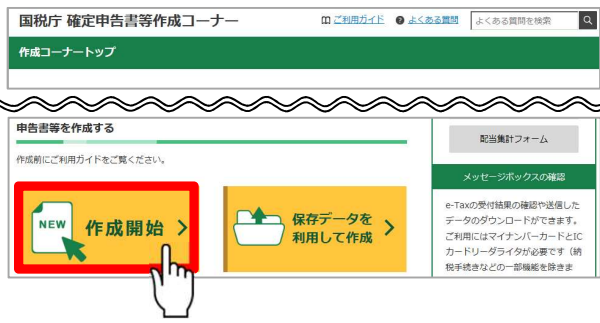 国税庁 確定申告書等作成コーナー
ご利用ガイド
? よくある質問
よくある質問を検索
作成コーナートップ
申告書等を作成する
作成前にご利用ガイドをご覧ください。
NEW
作成開始
保存データを
利用して作成
配当集計フォーム
メッセージボックスの確認
e-Taxの受付結果の確認や送信した
データのダウンロードができます。
ご利用にはマイナンバーカードとIC
カードリーダライタが必要です（納
税手続きなどの一部機能を除きま